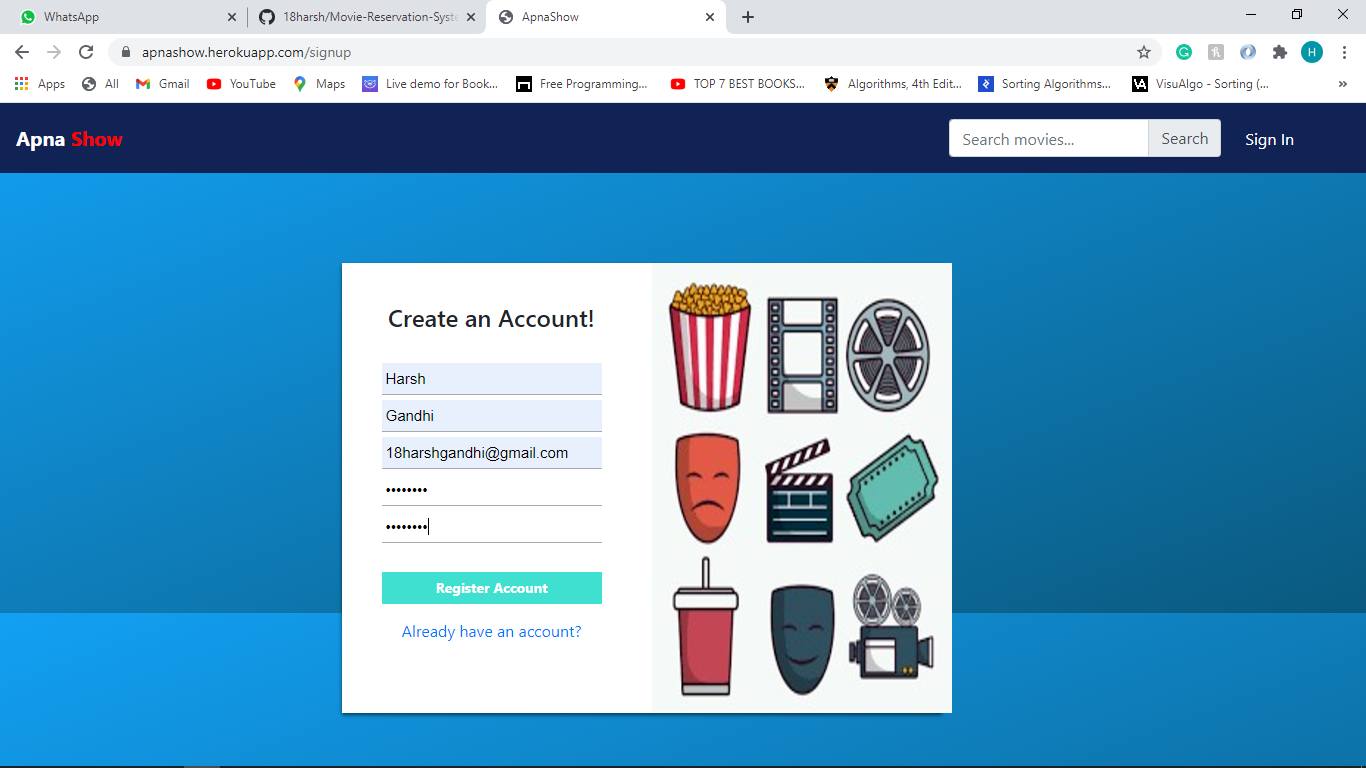 WhatsApp
18harsh/Movie-Reservation-Syste
ApnaShow
apnashow.herokuapp.com/signup
H
Apps
All
Gmail
YouTube
Maps
Live demo for Book...
Free Programming...
TOP 7 BEST BOOKS...
Algorithms, 4th Edit...
Sorting Algorithms...
VisuAlgo - Sorting (...
Apna Show
Search movies...
Search
Sign In
Create an Account!
Harsh
Gandhi
18harshgandhi@gmail.com
••••••••
••••••••
Register Account
Already have an account?